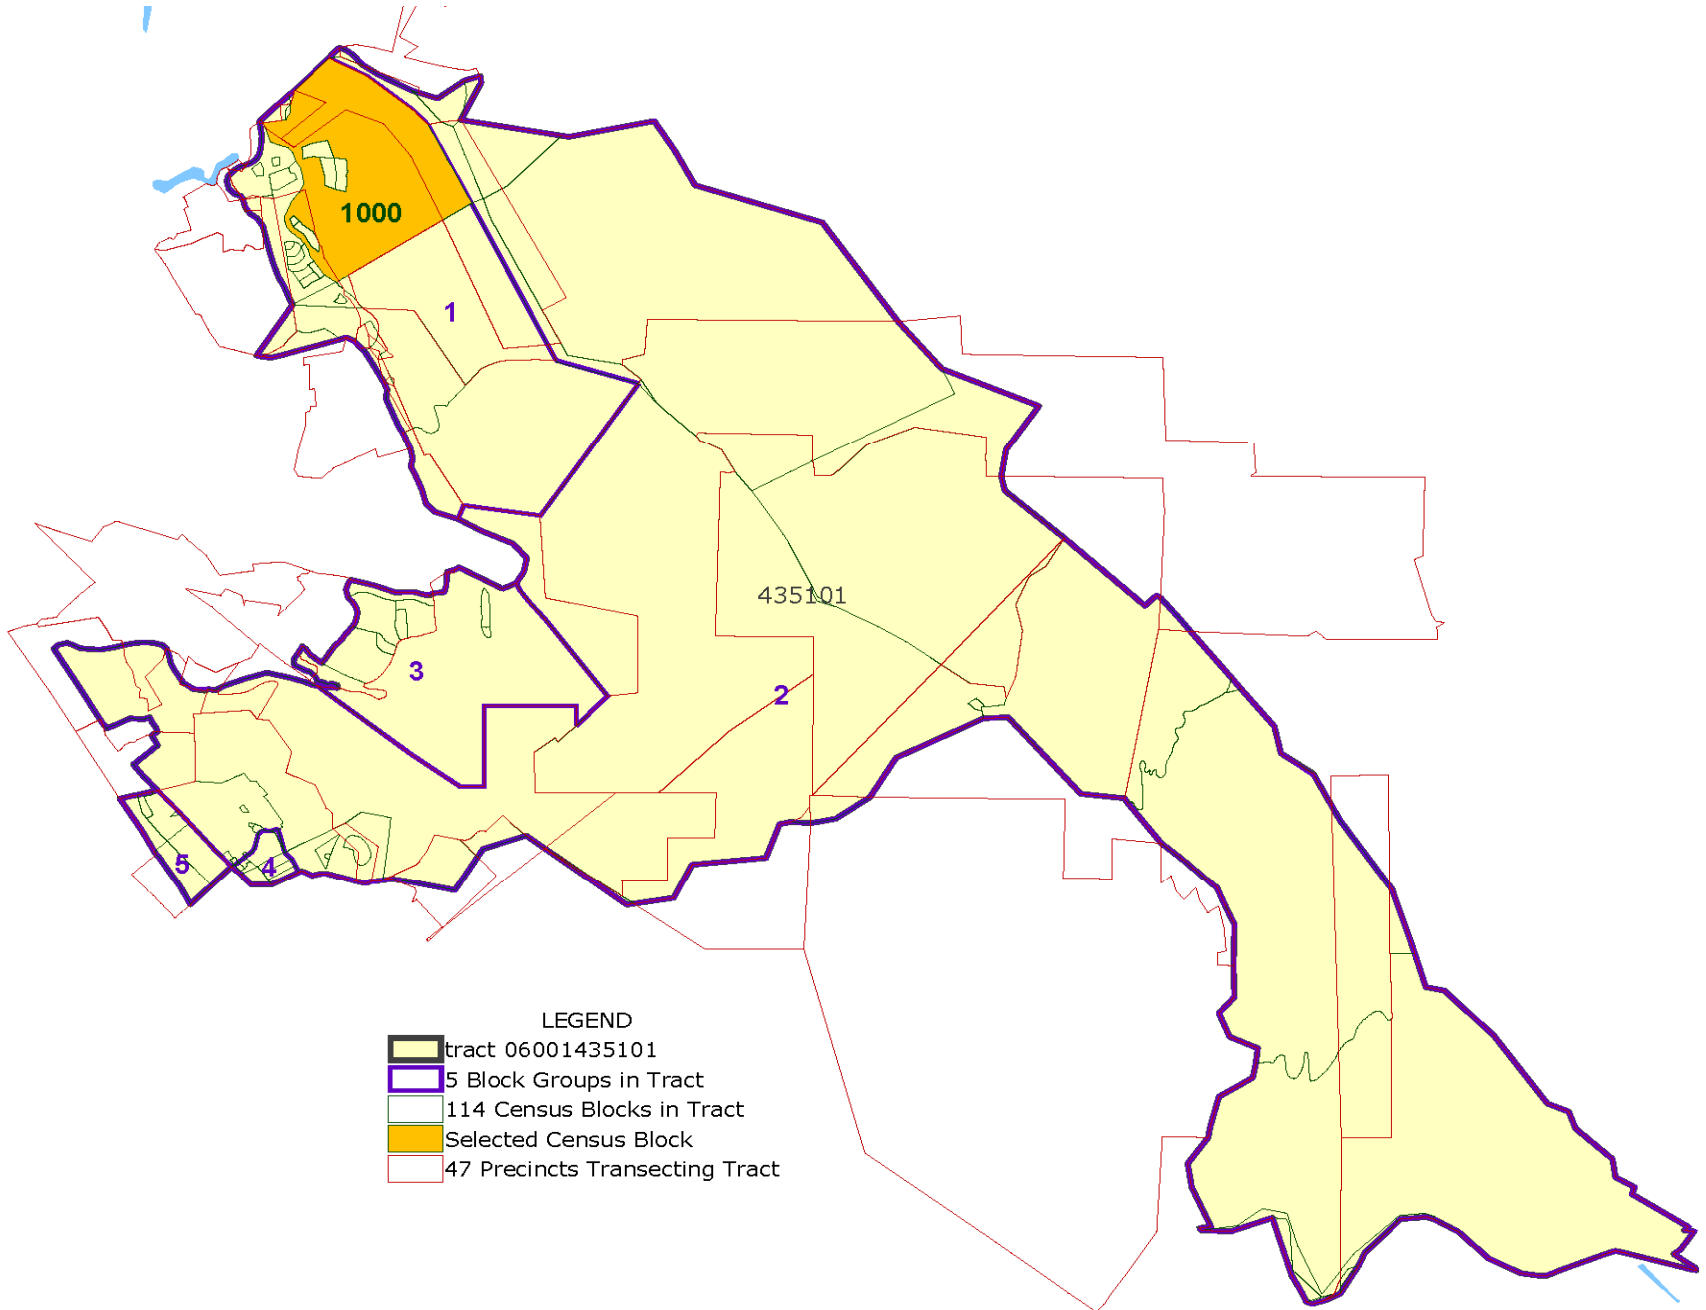 1000
1
435101
3
2
5
4
LEGEND
tract 06001435101
5 Block Groups in Tract
114 Census Blocks in Tract
Selected Census Block
47 Precincts Transecting Tract